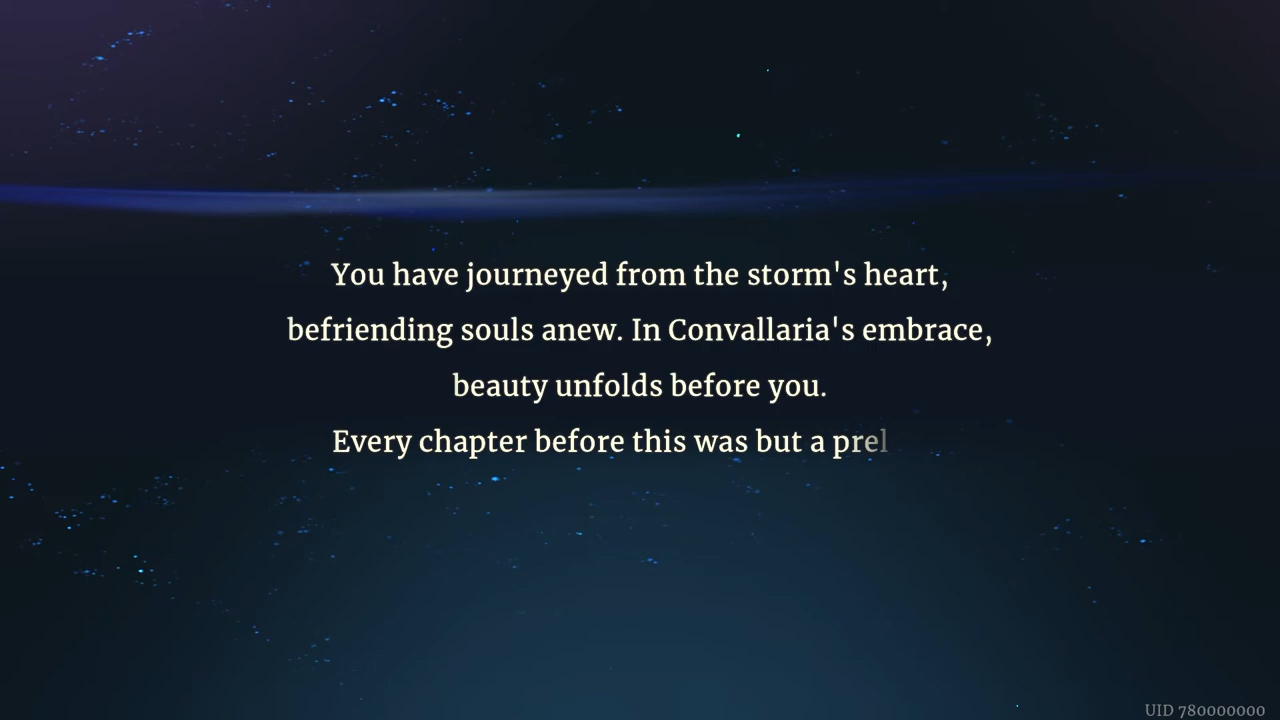 You have journeyed from the storm's heart,
befriending souls anew. In Convallaria's embrace,
beauty unfolds before you.
Every chapter before this was but a prel
UID 780000000